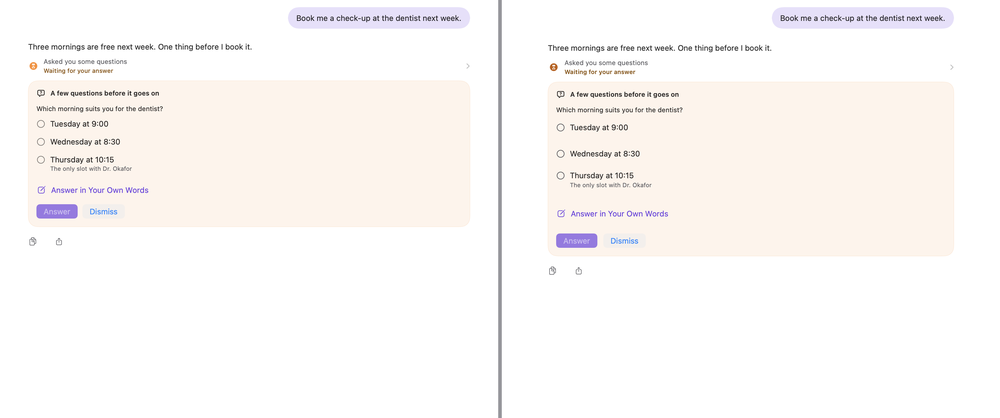 Book me a check-up at the dentist next week.
Three mornings are free next week. One thing before I book it.
Asked you some questions
Waiting for your answer
A few questions before it goes on
Which morning suits you for the dentist?
Tuesday at 9:00
Wednesday at 8:30
Thursday at 10:15
The only slot with Dr. Okafor
Answer in Your Own Words
Answer
Dismiss
Book me a check-up at the dentist next week.
Three mornings are free next week. One thing before I book it.
Asked you some questions
Waiting for your answer
A few questions before it goes on
Which morning suits you for the dentist?
Tuesday at 9:00
Wednesday at 8:30
Thursday at 10:15
The only slot with Dr. Okafor
Answer in Your Own Words
Answer
Dismiss